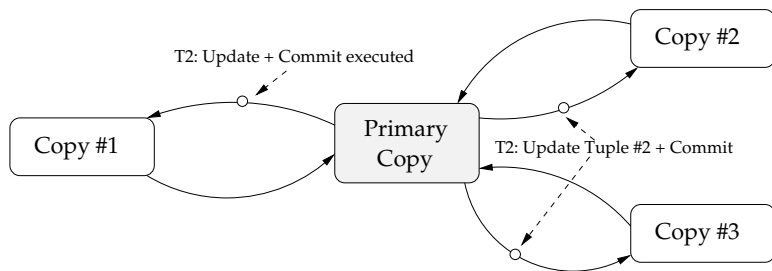 Copy #2
T2: Update + Commit executed
Primary
Copy
Copy #1
T2: Update Tuple #2 + Commit
Copy #3